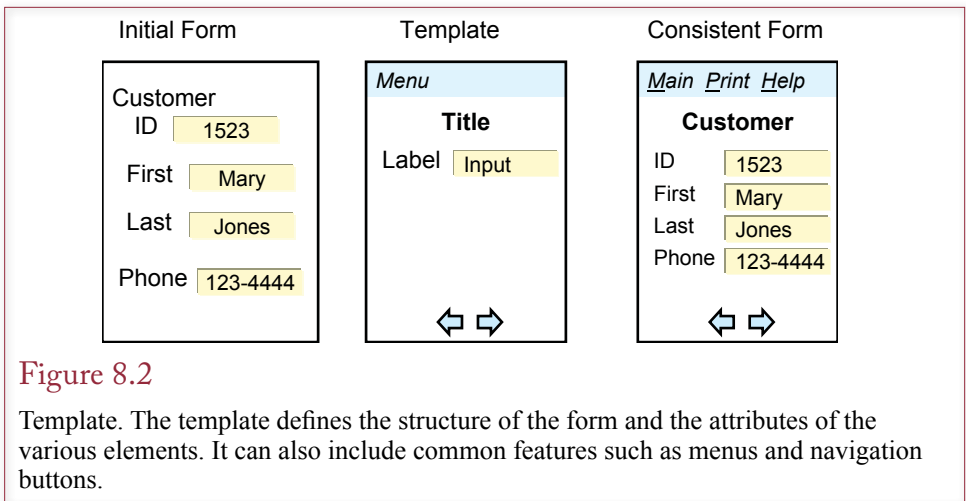 Initial Form
Template
Consistent Form
Customer
ID 1523
First Mary
Last Jones
Phone 123-4444
Menu
Title
Label Input
Main Print Help
Customer
ID 1523
First Mary
Last Jones
Phone 123-4444
Figure 8.2
Template. The template defines the structure of the form and the attributes of the
various elements. It can also include common features such as menus and navigation
buttons.